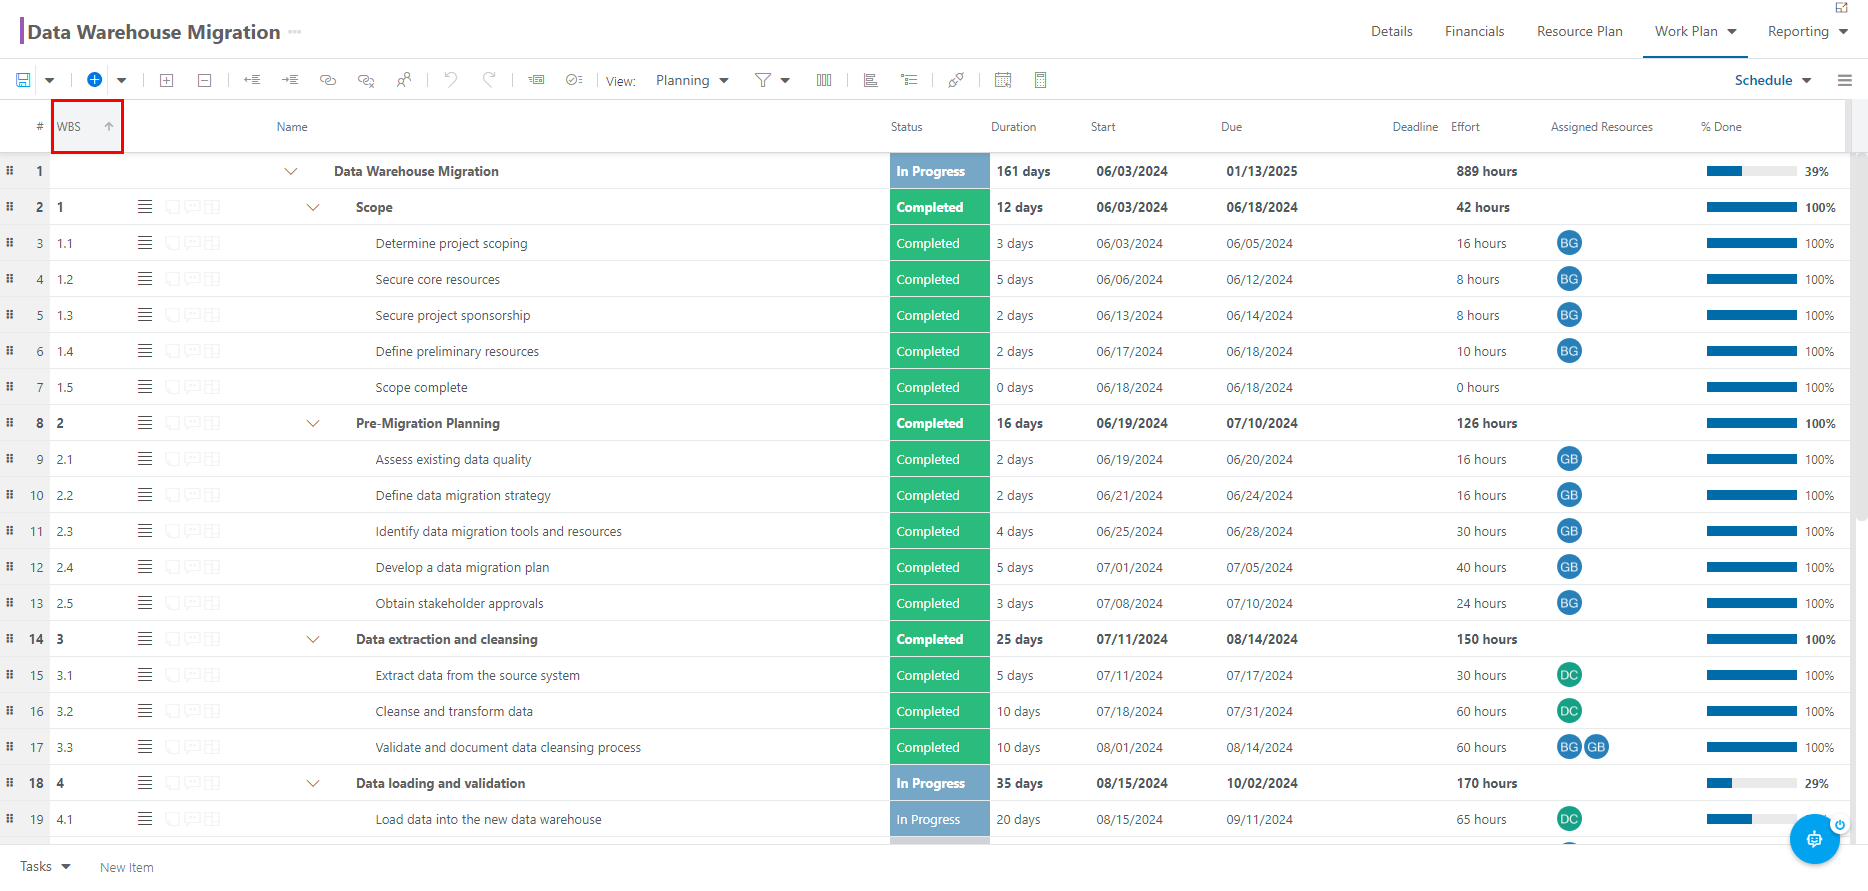 Data Warehouse Migration
Details Financials Resource Plan Work Plan Reporting
View: Planning Schedule
# WBS Name Status Duration Start Due Deadline Effort Assigned Resources % Done
1 Data Warehouse Migration In Progress 161 days 06/03/2024 01/13/2025 889 hours 39%
2 1 Scope Completed 12 days 06/03/2024 06/18/2024 42 hours 100%
3 1.1 Determine project scoping Completed 3 days 06/03/2024 06/05/2024 16 hours BG 100%
4 1.2 Secure core resources Completed 5 days 06/06/2024 06/12/2024 8 hours BG 100%
5 1.3 Secure project sponsorship Completed 2 days 06/13/2024 06/14/2024 8 hours BG 100%
6 1.4 Define preliminary resources Completed 2 days 06/17/2024 06/18/2024 10 hours BG 100%
7 1.5 Scope complete Completed 0 days 06/18/2024 06/18/2024 0 hours 100%
8 2 Pre-Migration Planning Completed 16 days 06/19/2024 07/10/2024 126 hours 100%
9 2.1 Assess existing data quality Completed 2 days 06/19/2024 06/20/2024 16 hours GB 100%
10 2.2 Define data migration strategy Completed 2 days 06/21/2024 06/24/2024 16 hours GB 100%
11 2.3 Identify data migration tools and resources Completed 4 days 06/25/2024 06/28/2024 30 hours GB 100%
12 2.4 Develop a data migration plan Completed 5 days 07/01/2024 07/05/2024 40 hours GB 100%
13 2.5 Obtain stakeholder approvals Completed 3 days 07/08/2024 07/10/2024 24 hours BG 100%
14 3 Data extraction and cleansing Completed 25 days 07/11/2024 08/14/2024 150 hours 100%
15 3.1 Extract data from the source system Completed 5 days 07/11/2024 07/17/2024 30 hours DC 100%
16 3.2 Cleanse and transform data Completed 10 days 07/18/2024 07/31/2024 60 hours DC 100%
17 3.3 Validate and document data cleansing process Completed 10 days 08/01/2024 08/14/2024 60 hours BG GB 100%
18 4 Data loading and validation In Progress 35 days 08/15/2024 10/02/2024 170 hours 29%
19 4.1 Load data into the new data warehouse In Progress 20 days 08/15/2024 09/11/2024 65 hours DC
Tasks New Item